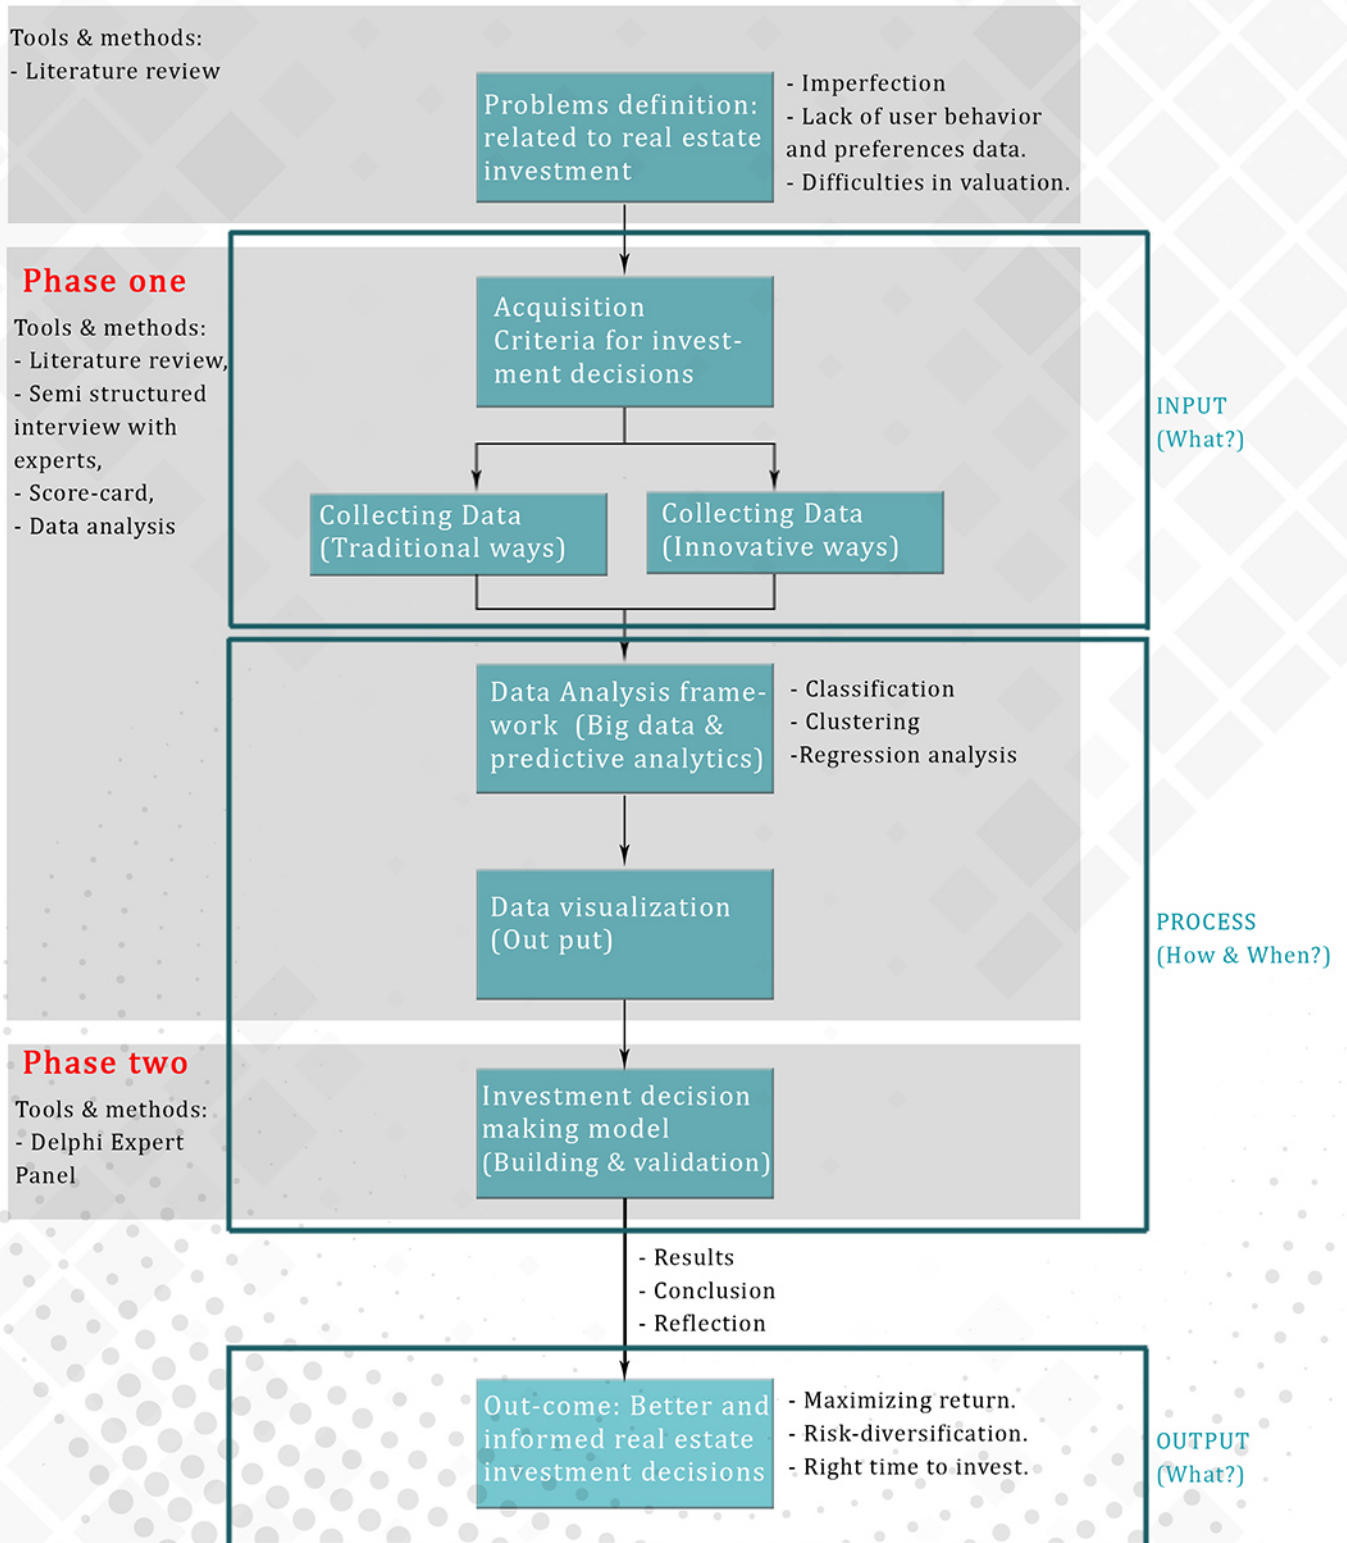 Tools & methods:
- Literature review
Problems definition:
related to real estate
investment
- Imperfection
- Lack of user behavior
and preferences data.
- Difficulties in valuation.
Phase one
Tools & methods:
- Literature review,
- Semi structured
interview with
experts,
- Score-card,
- Data analysis
Acquisition
Criteria for invest-
ment decisions
INPUT
(What?)
Collecting Data
(Traditional ways)
Collecting Data
(Innovative ways)
Data Analysis frame-
work (Big data &
predictive analytics)
- Classification
- Clustering
-Regression analysis
Data visualization
(Out put)
PROCESS
(How & When?)
Phase two
Tools & methods:
- Delphi Expert
Panel
Investment decision
making model
(Building & validation)
- Results
- Conclusion
- Reflection
Out-come: Better and
informed real estate
investment decisions
- Maximizing return.
- Risk-diversification.
- Right time to invest.
OUTPUT
(What?)